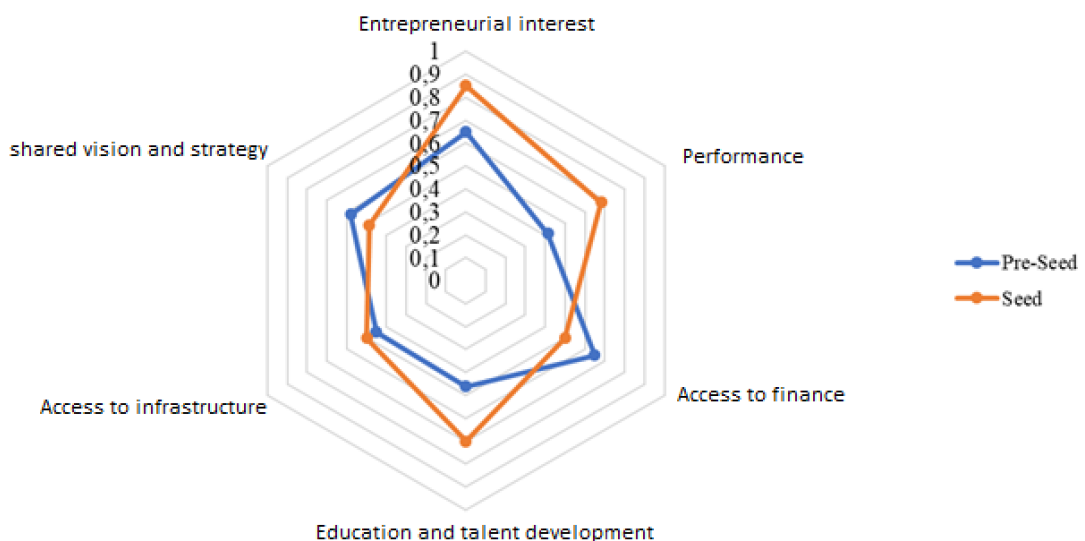 Entrepreneurial interest
1
0,9
0,8
0,7
0,6
0,5
0,4
0,3
0,2
0,1
0
shared vision and strategy
Performance
Pre-Seed
Seed
Access to infrastructure
Access to finance
Education and talent development